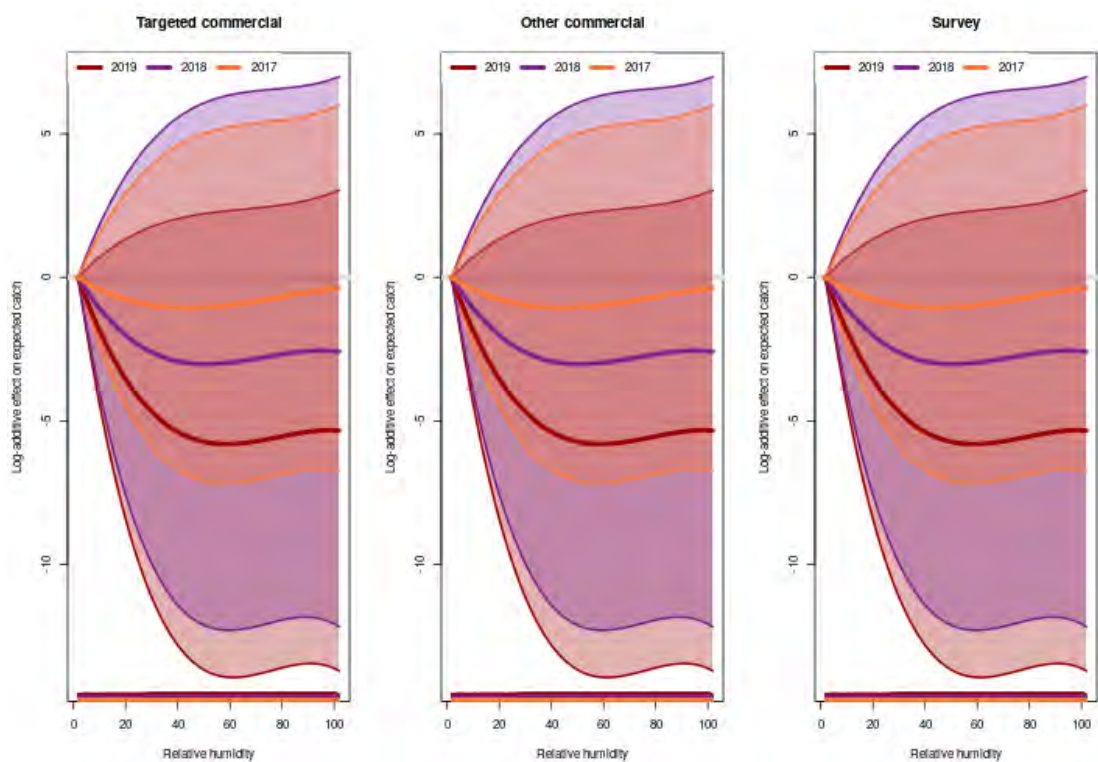 Targeted commercial
Other commercial
Survey
2019 2018 2017
2019 2018 2017
2019 2018 2017
Log-additive effect on expected catch
5
0
-5
-10
Log-additive effect on expected catch
5
0
-5
-10
Log-additive effect on expected catch
5
0
-5
-10
0 20 40 60 80 100
0 20 40 60 80 100
0 20 40 60 80 100
Relative humidity
Relative humidity
Relative humidity